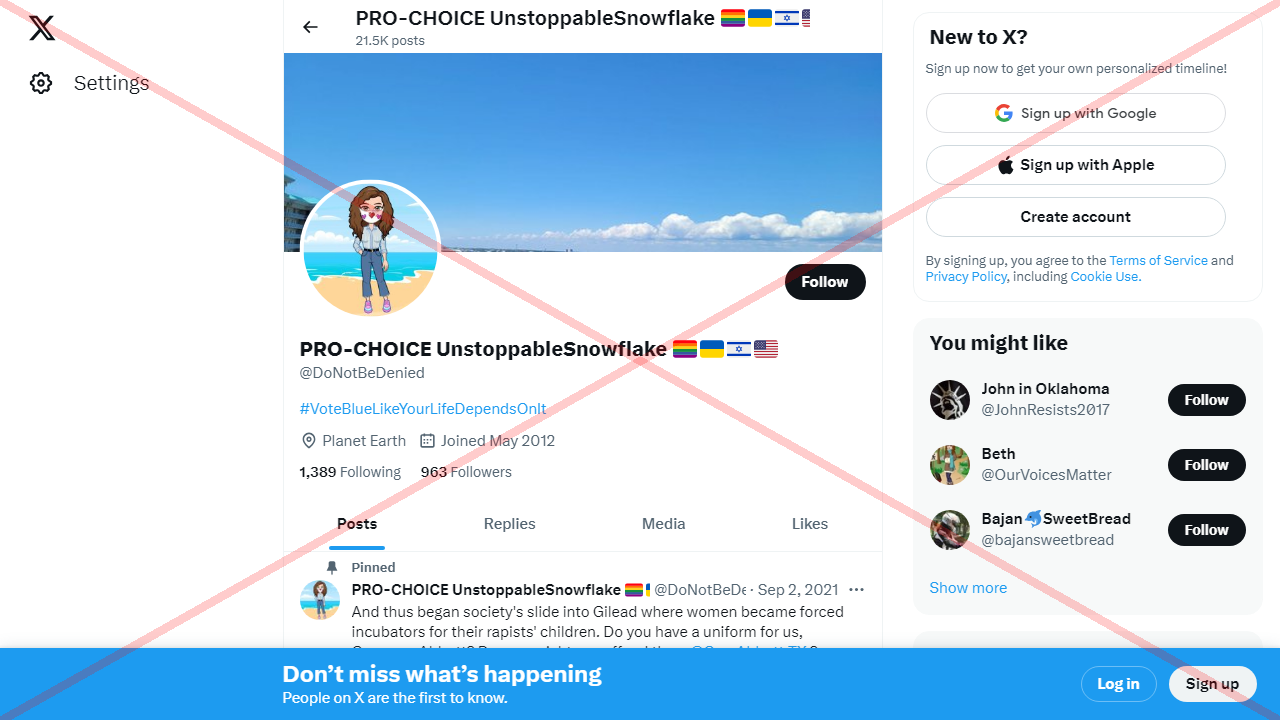 PRO-CHOICE UnstoppableSnowflake 🏳️‍🌈🇺🇦🇮🇱🇺🇸
21.5K posts
Settings
Follow
PRO-CHOICE UnstoppableSnowflake 🏳️‍🌈🇺🇦🇮🇱🇺🇸
@DoNotBeDenied
#VoteBlueLikeYourLifeDependsOnIt
Planet Earth Joined May 2012
1,389 Following 963 Followers
Posts Replies Media Likes
Pinned
PRO-CHOICE UnstoppableSnowflake 🏳️‍🌈 @DoNotBeDe · Sep 2, 2021
And thus began society's slide into Gilead where women became forced
incubators for their rapists' children. Do you have a uniform for us,
New to X?
Sign up now to get your own personalized timeline!
Sign up with Google
Sign up with Apple
Create account
By signing up, you agree to the Terms of Service and
Privacy Policy, including Cookie Use.
You might like
John in Oklahoma
@JohnResists2017
Follow
Beth
@OurVoicesMatter
Follow
Bajan🐬SweetBread
@bajansweetbread
Follow
Show more
Don’t miss what’s happening
People on X are the first to know.
Log in
Sign up